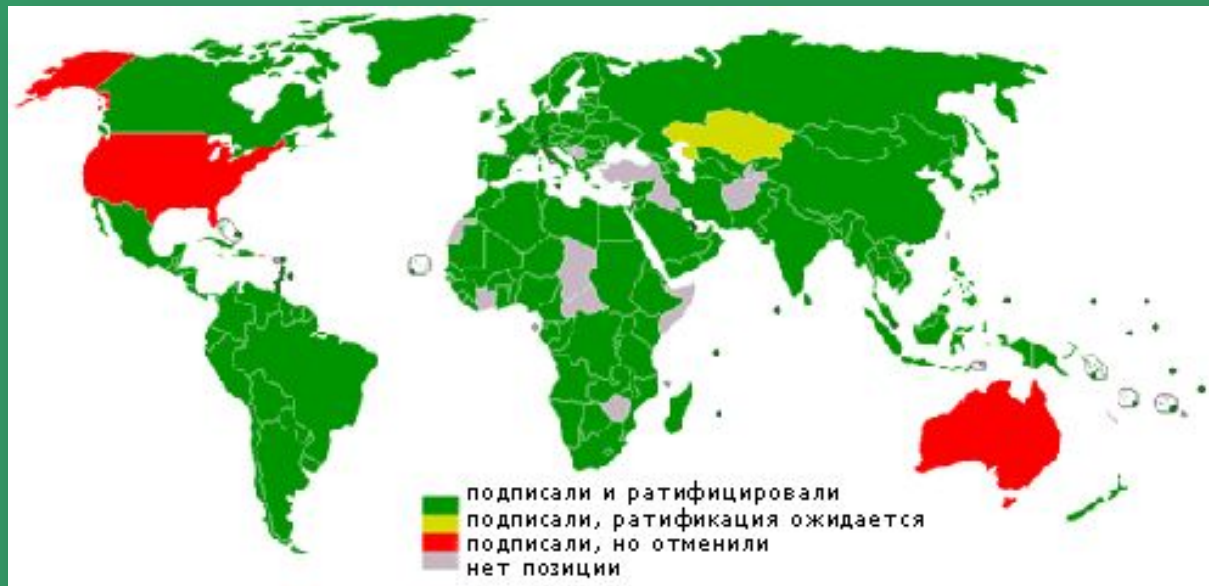 подписали и ратифицировали
подписали, ратификация ожидается
подписали, но отменили
нет позиции